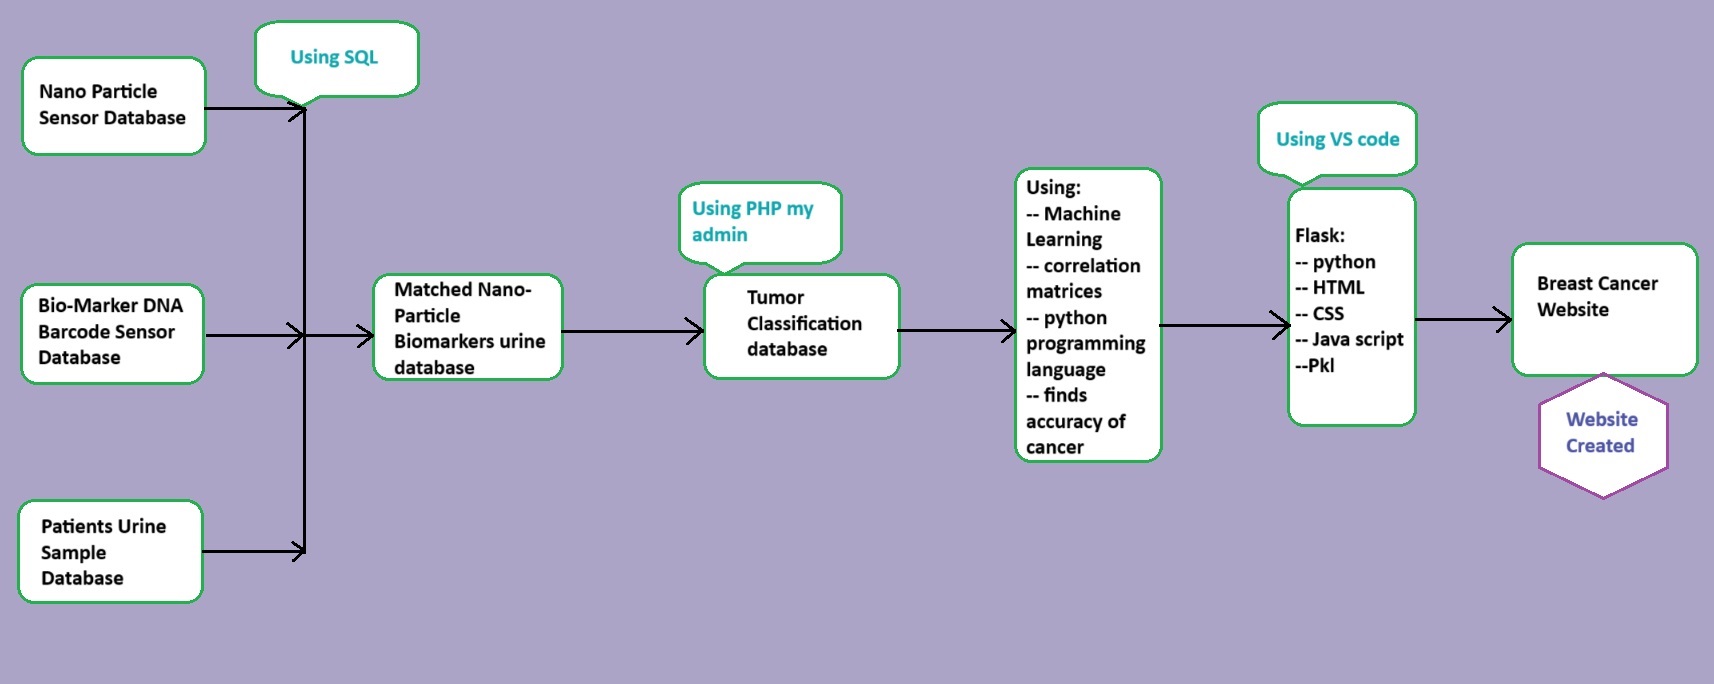 Using SQL
Nano Particle
Sensor Database
Bio-Marker DNA
Barcode Sensor
Database
Patients Urine
Sample
Database
Matched Nano-
Particle
Biomarkers urine
database
Using PHP my
admin
Tumor
Classification
database
Using:
-- Machine
Learning
-- correlation
matrices
-- python
programming
language
-- finds
accuracy of
cancer
Using VS code
Flask:
-- python
-- HTML
-- CSS
-- Java script
--Pkl
Breast Cancer
Website
Website
Created